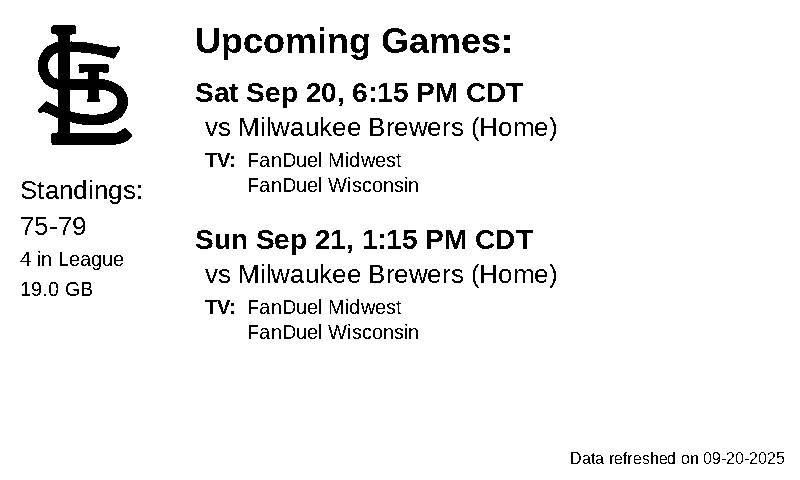 STL
Standings:
75-79
4 in League
19.0 GB
Upcoming Games:
Sat Sep 20, 6:15 PM CDT
vs Milwaukee Brewers (Home)
TV: FanDuel Midwest
FanDuel Wisconsin
Sun Sep 21, 1:15 PM CDT
vs Milwaukee Brewers (Home)
TV: FanDuel Midwest
FanDuel Wisconsin
Data refreshed on 09-20-2025